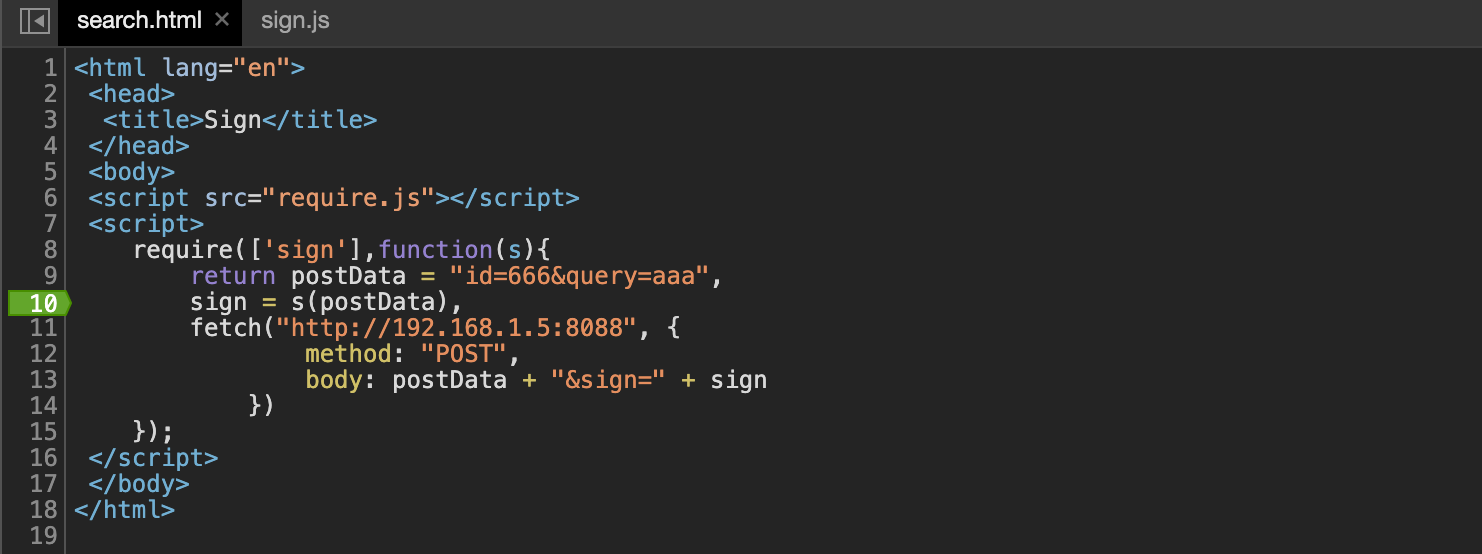 search.html ×
sign.js
1 <html lang="en">
2 <head>
3 <title>Sign</title>
4 </head>
5 <body>
6 <script src="require.js"></script>
7 <script>
8 require(['sign'],function(s){
9 return postData = "id=666&query=aaa",
10 sign = s(postData),
11 fetch("http://192.168.1.5:8088", {
12 method: "POST",
13 body: postData + "&sign=" + sign
14 })
15 });
16 </script>
17 </body>
18 </html>
19